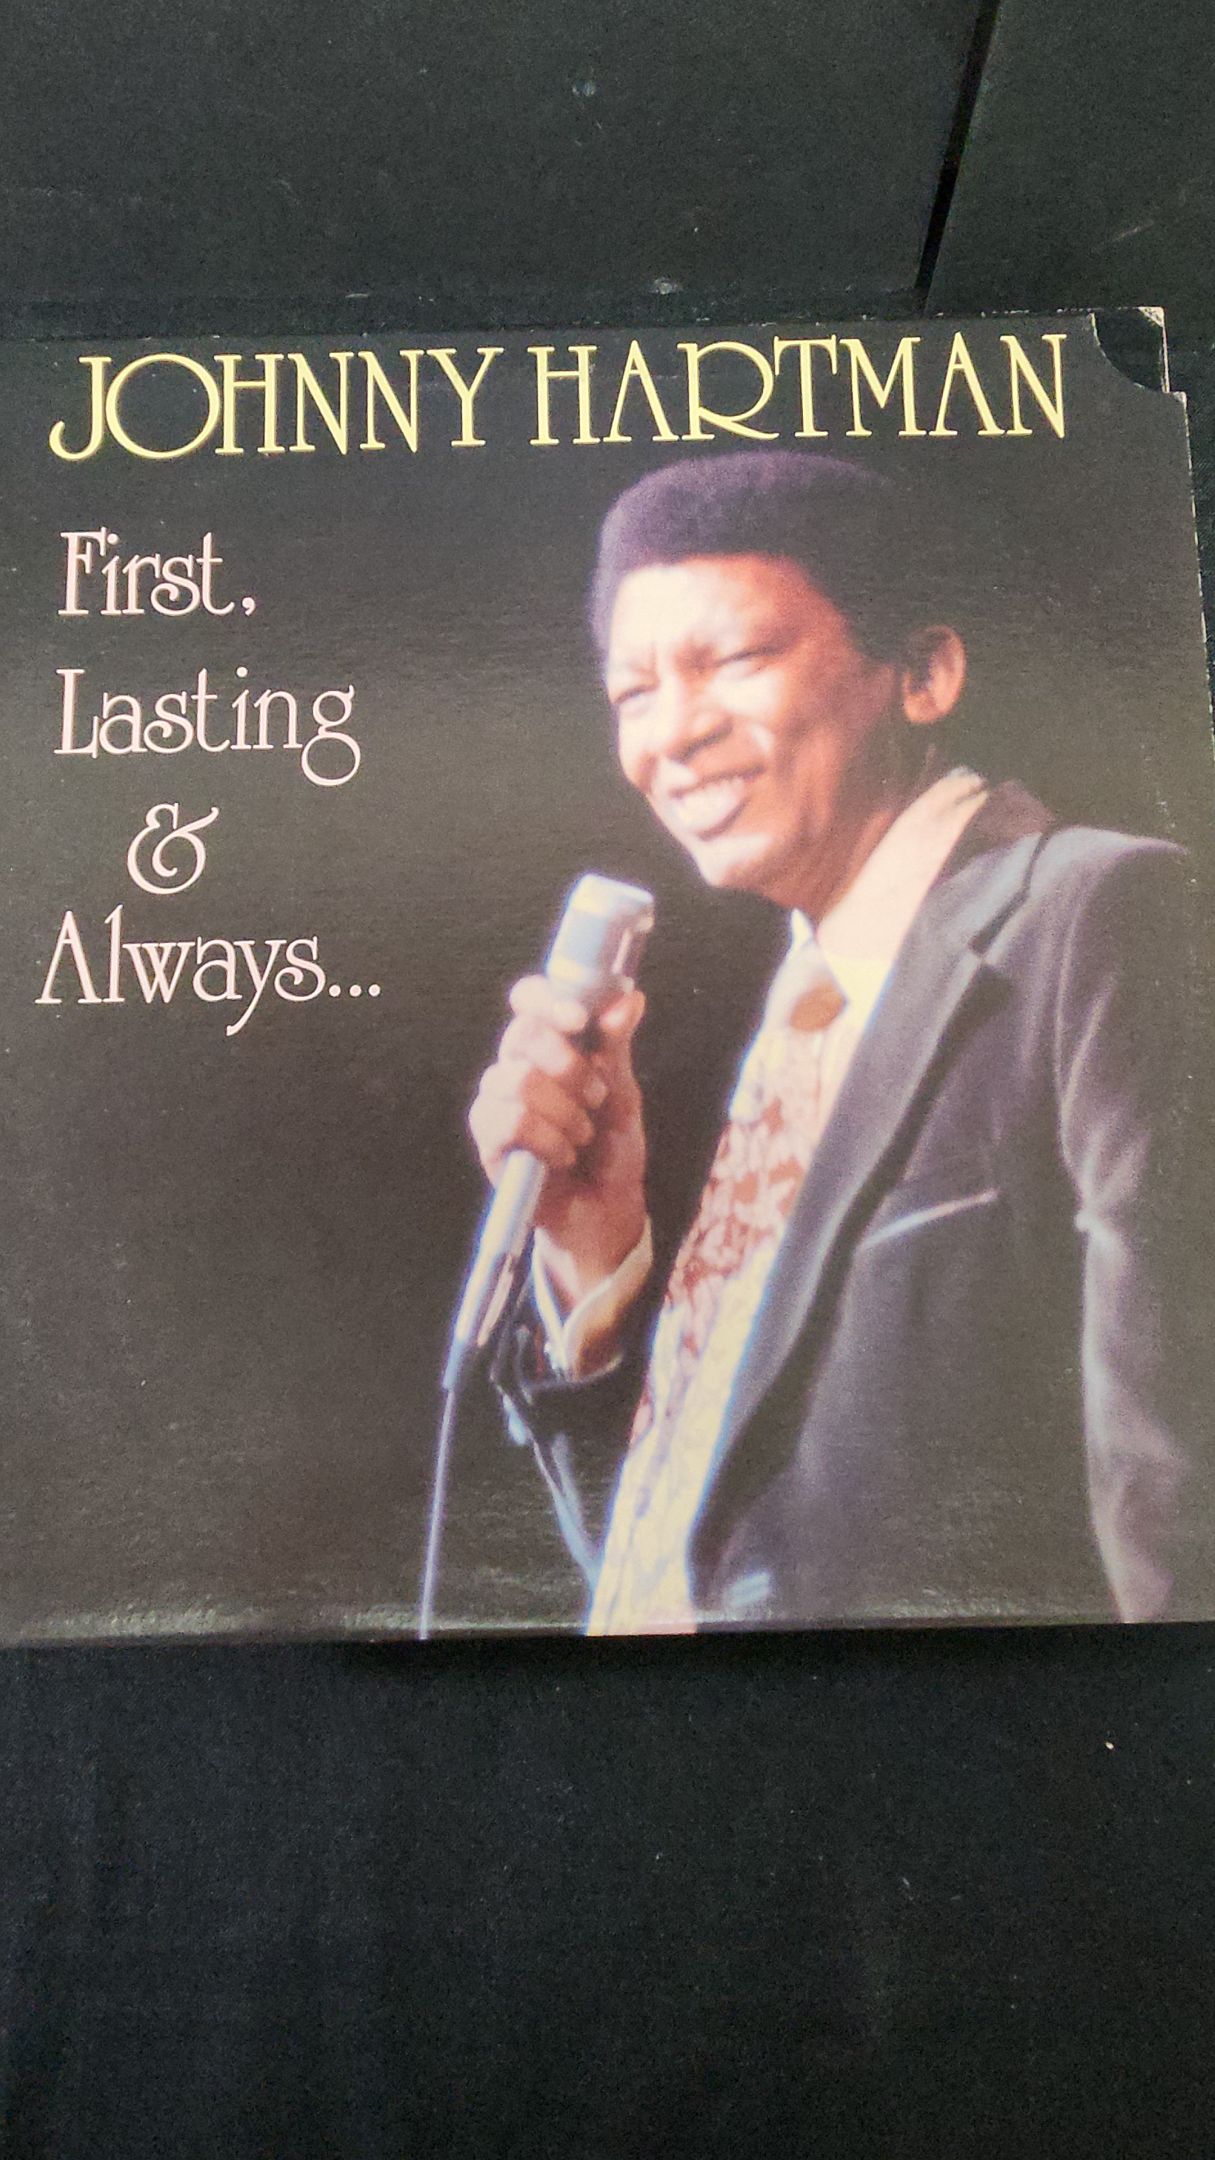 JOHNNY HARTMAN
First,
Lasting
&
Always...